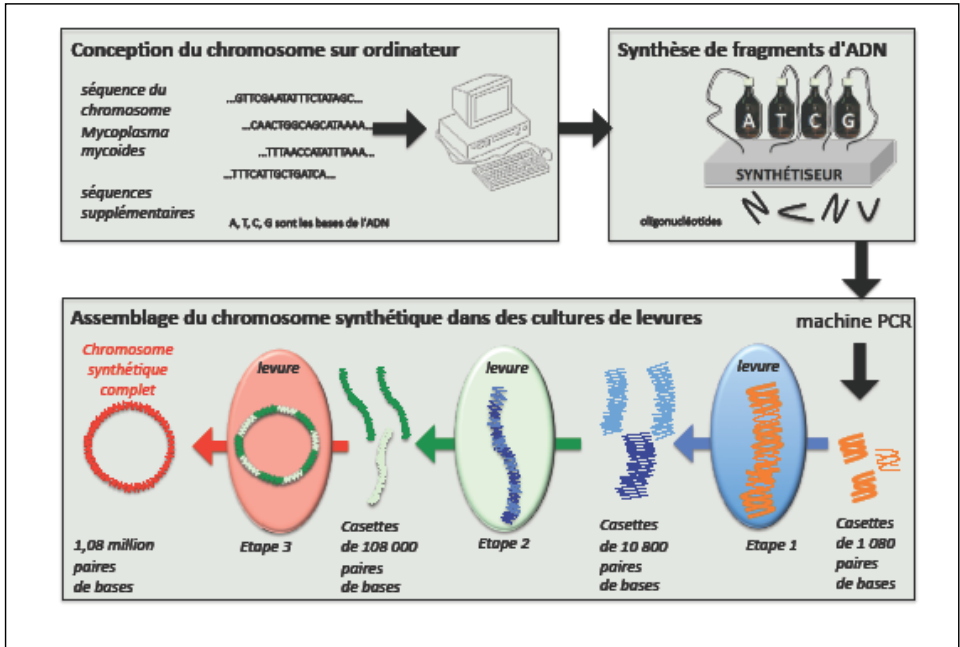 Conception du chromosome sur ordinateur
séquence du
chromosome
Mycoplasma
mycoides
séquences
supplémentaires
...GTTCGAATATTTCTATAGC...
...CAACTGGCAGCATAAAA...
...TTTAACCATATTTAAA...
...TTTCATTGCTGATCA...
A, T, C, G sont les bases de l'ADN
Synthèse de fragments d'ADN
A T C G
SYNTHÉTISEUR
oligonucléotides
Assemblage du chromosome synthétique dans des cultures de levures
machine PCR
Chromosome
synthétique
complet
levure
levure
levure
1,08 million
paires
de bases
Etape 3
Casettes
de 108 000
paires
de bases
Etape 2
Casettes
de 10 800
paires
de bases
Etape 1
Casettes
de 1 080
paires
de bases